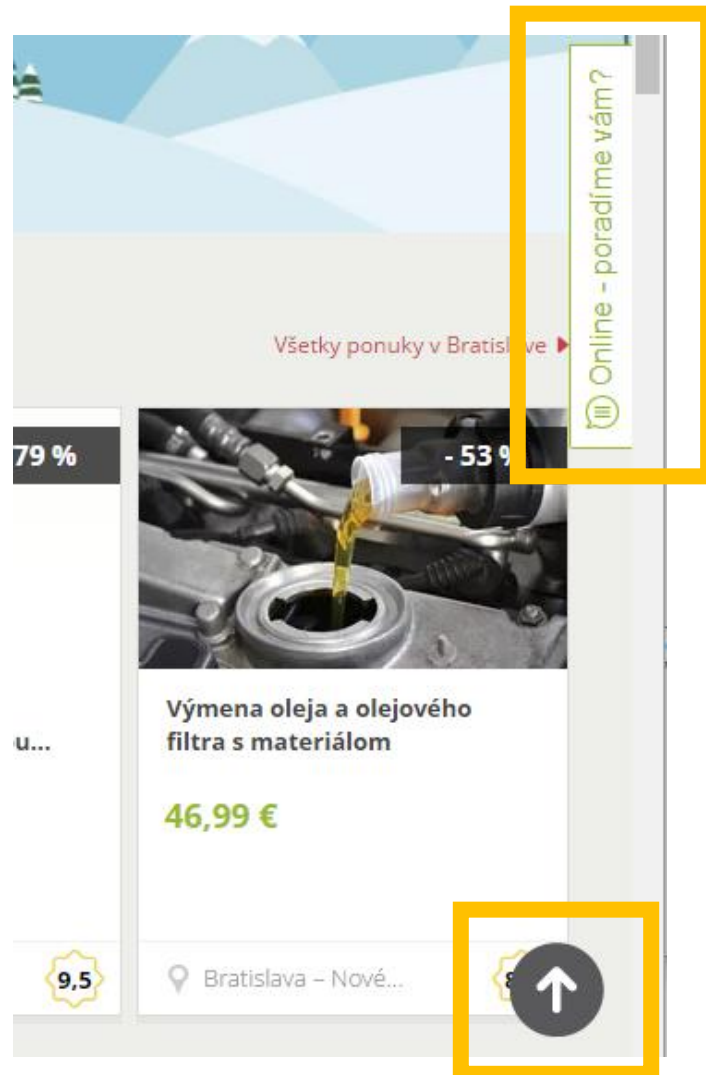 Online - poradíme vám?
Všetky ponuky v Bratislave
79 %
- 53 %
Výmena oleja a olejového
filtra s materiálom
u...
46,99 €
9,5
Bratislava – Nové...